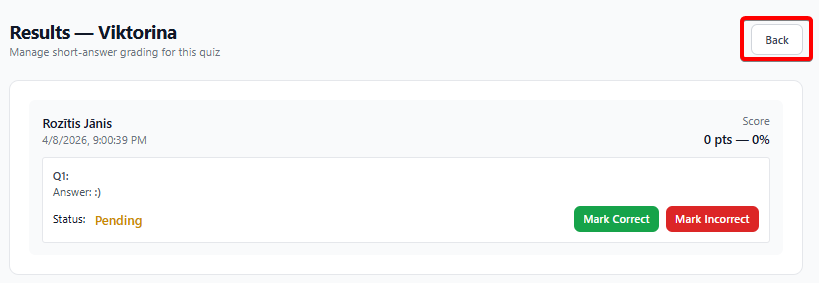 Results — Viktorina
Back
Manage short-answer grading for this quiz
Rozītis Jānis
Score
4/8/2026, 9:00:39 PM
0 pts — 0%
Q1:
Answer: :)
Status: Pending
Mark Correct
Mark Incorrect